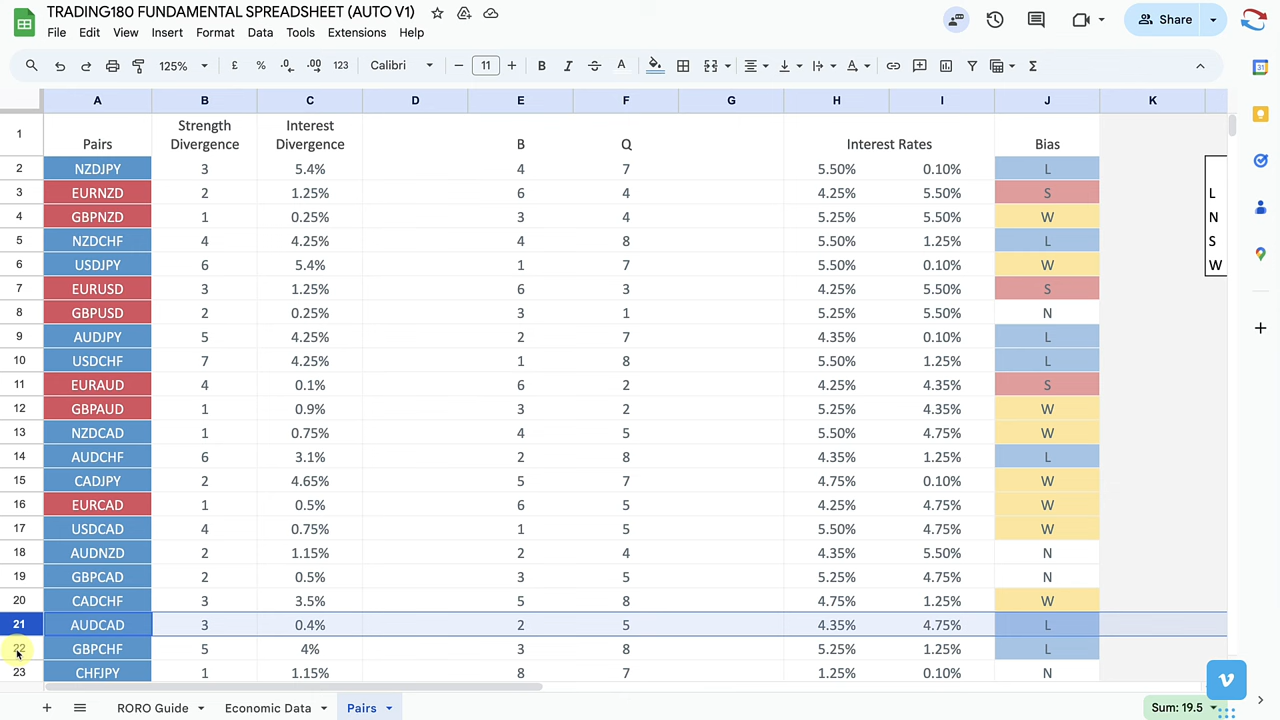 TRADING180 FUNDAMENTAL SPREADSHEET (AUTO V1)
File Edit View Insert Format Data Tools Extensions Help
Share
125% £ % .0 .00 123 Calibri 11 B I S A Σ
A B C D E F G H I J K
1 Pairs Strength Divergence Interest Divergence B Q Interest Rates Bias
2 NZDJPY 3 5.4% 4 7 5.50% 0.10% L
3 EURNZD 2 1.25% 6 4 4.25% 5.50% S L
4 GBPNZD 1 0.25% 3 4 5.25% 5.50% W N
5 NZDCHF 4 4.25% 4 8 5.50% 1.25% L S
6 USDJPY 6 5.4% 1 7 5.50% 0.10% W W
7 EURUSD 3 1.25% 6 3 4.25% 5.50% S
8 GBPUSD 2 0.25% 3 1 5.25% 5.50% N
9 AUDJPY 5 4.25% 2 7 4.35% 0.10% L
10 USDCHF 7 4.25% 1 8 5.50% 1.25% L
11 EURAUD 4 0.1% 6 2 4.25% 4.35% S
12 GBPAUD 1 0.9% 3 2 5.25% 4.35% W
13 NZDCAD 1 0.75% 4 5 5.50% 4.75% W
14 AUDCHF 6 3.1% 2 8 4.35% 1.25% L
15 CADJPY 2 4.65% 5 7 4.75% 0.10% W
16 EURCAD 1 0.5% 6 5 4.25% 4.75% W
17 USDCAD 4 0.75% 1 5 5.50% 4.75% W
18 AUDNZD 2 1.15% 2 4 4.35% 5.50% N
19 GBPCAD 2 0.5% 3 5 5.25% 4.75% N
20 CADCHF 3 3.5% 5 8 4.75% 1.25% W
21 AUDCAD 3 0.4% 2 5 4.35% 4.75% L
22 GBPCHF 5 4% 3 8 5.25% 1.25% L
23 CHFJPY 1 1.15% 8 7 1.25% 0.10% N
RORO Guide Economic Data Pairs Sum: 19.5